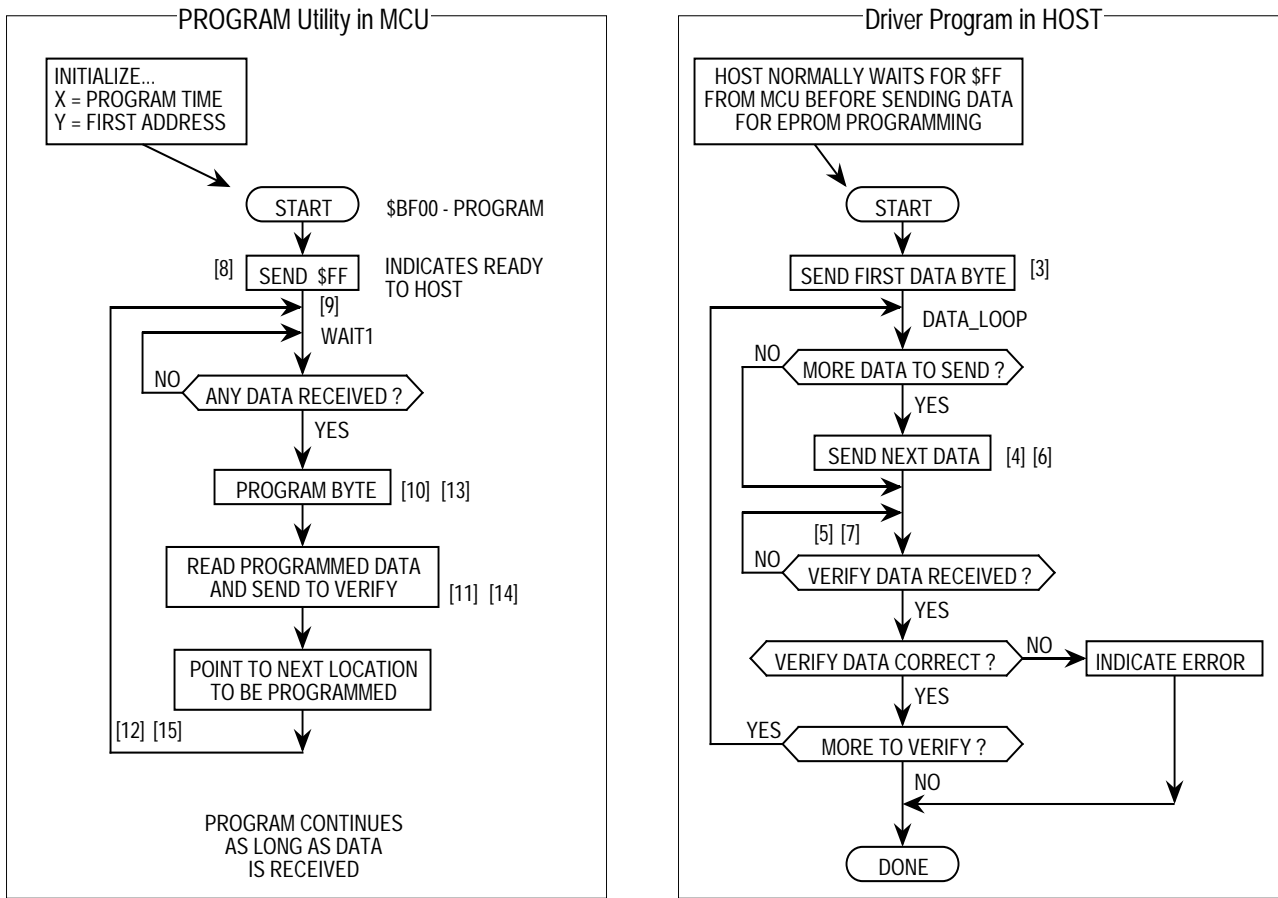 PROGRAM Utility in MCU
INITIALIZE...
X = PROGRAM TIME
Y = FIRST ADDRESS
START
$BF00 - PROGRAM
[8]
SEND $FF
INDICATES READY
TO HOST
[9]
WAIT1
NO
ANY DATA RECEIVED ?
YES
PROGRAM BYTE
[10] [13]
READ PROGRAMMED DATA
AND SEND TO VERIFY
[11] [14]
POINT TO NEXT LOCATION
TO BE PROGRAMMED
[12] [15]
PROGRAM CONTINUES
AS LONG AS DATA
IS RECEIVED
Driver Program in HOST
HOST NORMALLY WAITS FOR $FF
FROM MCU BEFORE SENDING DATA
FOR EPROM PROGRAMMING
START
SEND FIRST DATA BYTE
[3]
DATA_LOOP
NO
MORE DATA TO SEND ?
YES
SEND NEXT DATA
[4] [6]
[5] [7]
NO
VERIFY DATA RECEIVED ?
YES
VERIFY DATA CORRECT ?
NO
INDICATE ERROR
YES
YES
MORE TO VERIFY ?
NO
DONE